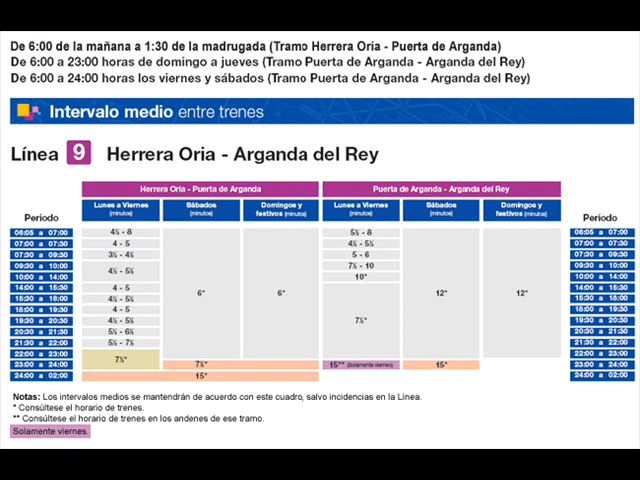 De 6:00 de la mañana a 1:30 de la madrugada (Tramo Herrera Oria - Puerta de Arganda)
De 6:00 a 23:00 horas de domingo a jueves (Tramo Puerta de Arganda - Arganda del Rey)
De 6:00 a 24:00 horas los viernes y sábados (Tramo Puerta de Arganda - Arganda del Rey)
Intervalo medio entre trenes
Línea 9 Herrera Oria - Arganda del Rey
Herrera Oria - Puerta de Arganda Puerta de Arganda - Arganda del Rey
Periodo Lunes a Viernes (minutos) Sábados (minutos) Domingos y festivos (minutos) Lunes a Viernes (minutos) Sábados (minutos) Domingos y festivos (minutos) Periodo
06:05 a 07:00 4½ - 8 5½ - 8 06:05 a 07:00
07:00 a 07:30 4 - 5 4½ - 5½ 07:00 a 07:30
07:30 a 09:30 3½ - 4½ 5 - 6 07:30 a 09:30
09:30 a 10:00 7½ - 10 09:30 a 10:00
10:00 a 14:00 4½ - 5½ 10* 10:00 a 14:00
14:00 a 15:30 4 - 5 14:00 a 15:30
15:30 a 18:00 4½ - 5½ 6* 6* 12* 12* 15:30 a 18:00
18:00 a 19:30 4 - 5 18:00 a 19:30
19:30 a 20:30 4½ - 5½ 7½* 19:30 a 20:30
20:30 a 21:30 5½ - 6½ 20:30 a 21:30
21:30 a 22:00 5½ - 7½ 21:30 a 22:00
22:00 a 23:00 7½* 22:00 a 23:00
23:00 a 24:00 7½* 15** (Solamente viernes) 15* 23:00 a 24:00
24:00 a 02:00 15* 24:00 a 02:00
Notas: Los intervalos medios se mantendrán de acuerdo con este cuadro, salvo incidencias en la Línea.
* Consúltese el horario de trenes.
** Consúltese el horario de trenes en los andenes de ese tramo.
Solamente viernes.